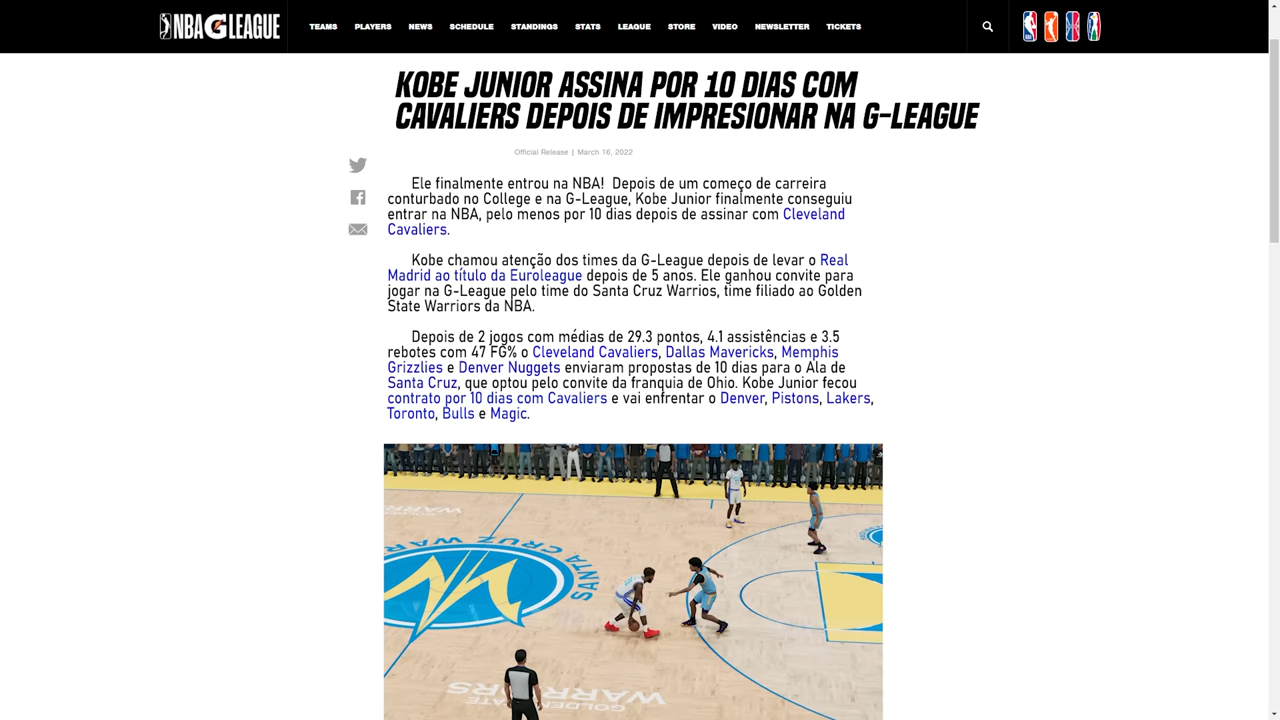 NBA G LEAGUE
TEAMS PLAYERS NEWS SCHEDULE STANDINGS STATS LEAGUE STORE VIDEO NEWSLETTER TICKETS
KOBE JUNIOR ASSINA POR 10 DIAS COM
CAVALIERS DEPOIS DE IMPRESIONAR NA G-LEAGUE
Official Release | March 16, 2022
Ele finalmente entrou na NBA! Depois de um começo de carreira
conturbado no College e na G-League, Kobe Junior finalmente conseguiu
entrar na NBA, pelo menos por 10 dias depois de assinar com Cleveland
Cavaliers.
Kobe chamou atenção dos times da G-League depois de levar o Real
Madrid ao título da Euroleague depois de 5 anos. Ele ganhou convite para
jogar na G-League pelo time do Santa Cruz Warrios, time filiado ao Golden
State Warriors da NBA.
Depois de 2 jogos com médias de 29.3 pontos, 4.1 assistências e 3.5
rebotes com 47 FG% o Cleveland Cavaliers, Dallas Mavericks, Memphis
Grizzlies e Denver Nuggets enviaram propostas de 10 dias para o Ala de
Santa Cruz, que optou pelo convite da franquia de Ohio. Kobe Junior fecou
contrato por 10 dias com Cavaliers e vai enfrentar o Denver, Pistons, Lakers,
Toronto, Bulls e Magic.
SANTA CRUZ WAR
GOLDEN STATE
WARRIORS